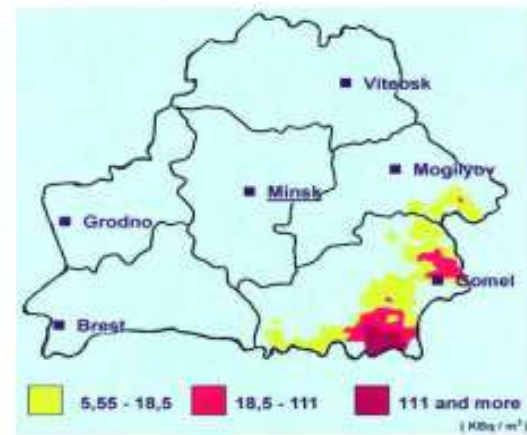 Vitebsk
Mogilyov
Minsk
Grodno
Gomel
Brest
5,55 - 18,5
18,5 - 111
111 and more
( KBq / m²)